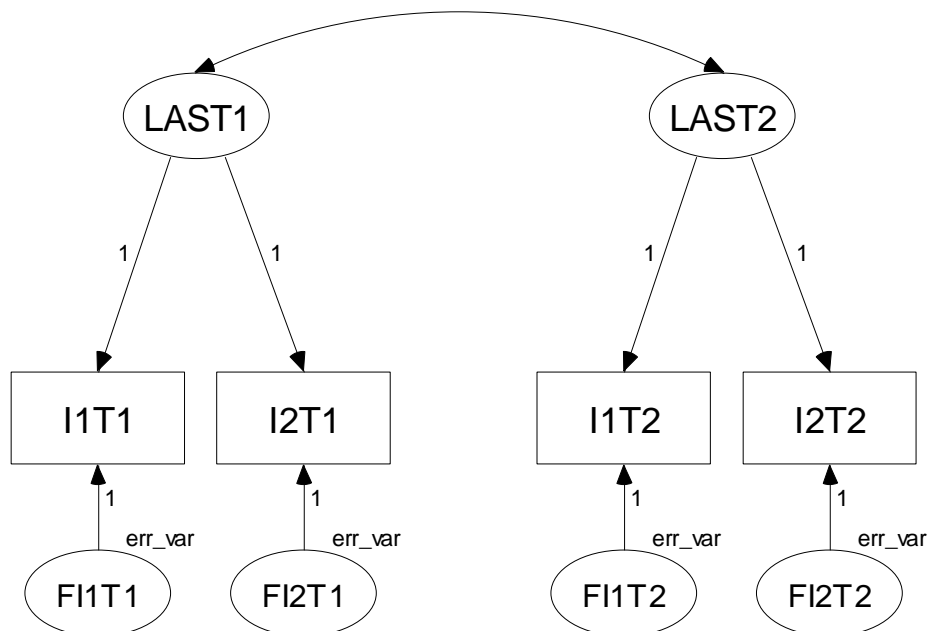 LAST1 LAST2
1 1 1 1
I1T1 I2T1 I1T2 I2T2
1 1 1 1
err_var err_var err_var err_var
FI1T1 FI2T1 FI1T2 FI2T2